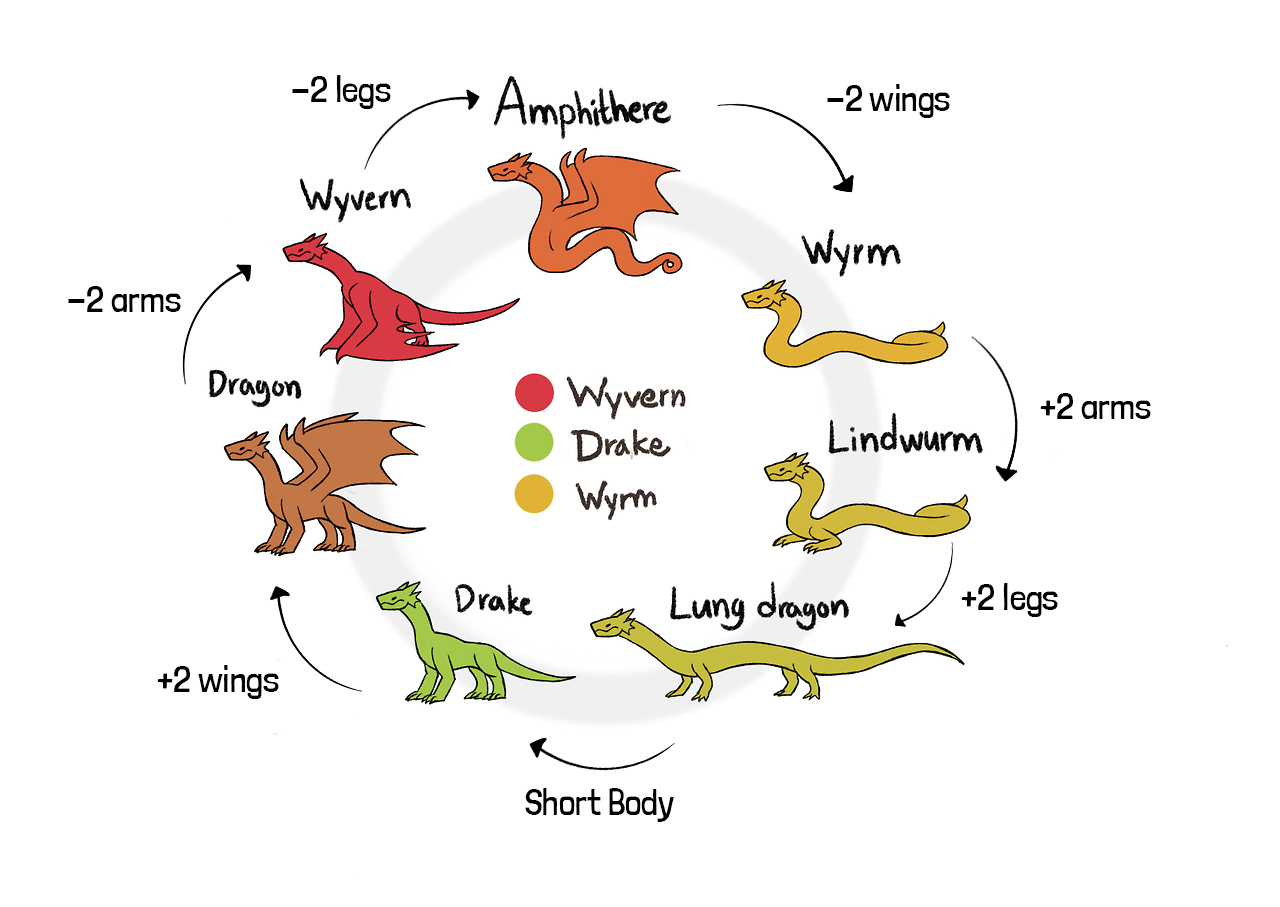 −2 legs
Amphithere
−2 wings
Wyvern
Wyrm
−2 arms
Dragon
Wyvern
Drake
Wyrm
+2 arms
Lindwurm
Drake
Lung dragon
+2 legs
+2 wings
Short Body